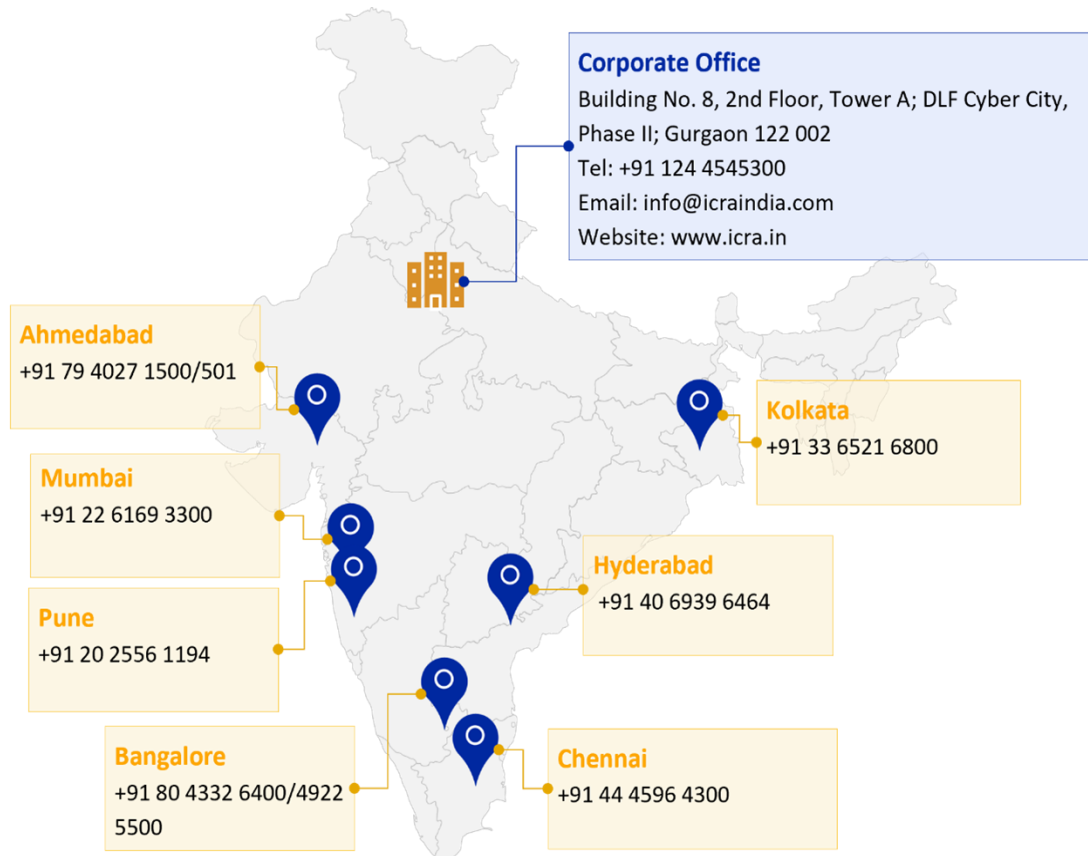 Corporate Office
Building No. 8, 2nd Floor, Tower A; DLF Cyber City,
Phase II; Gurgaon 122 002
Tel: +91 124 4545300
Email: info@icraindia.com
Website: www.icra.in
Ahmedabad
+91 79 4027 1500/501
Kolkata
+91 33 6521 6800
Mumbai
+91 22 6169 3300
Hyderabad
+91 40 6939 6464
Pune
+91 20 2556 1194
Bangalore
+91 80 4332 6400/4922
5500
Chennai
+91 44 4596 4300